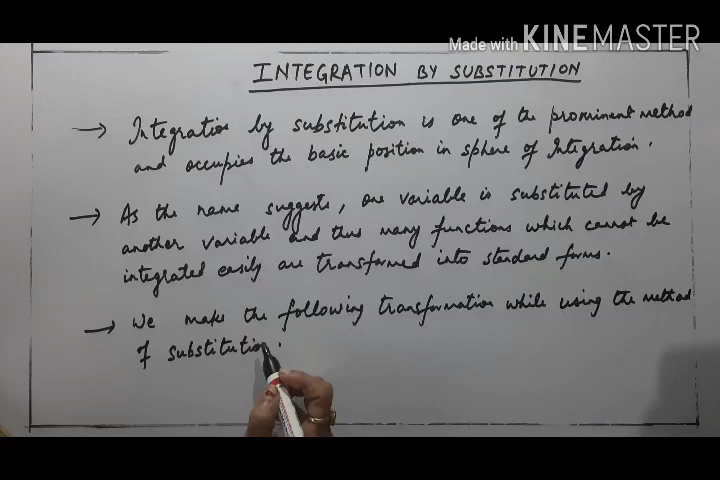 Made with KINEMASTER
INTEGRATION BY SUBSTITUTION
→ Integration by substitution is one of the prominent method
and occupies the basic position in sphere of Integration.
→ As the name suggests, one variable is substituted by
another variable and thus many functions which cannot be
integrated easily are transformed into standard forms.
→ We make the following transformation while using the method
of substitution.